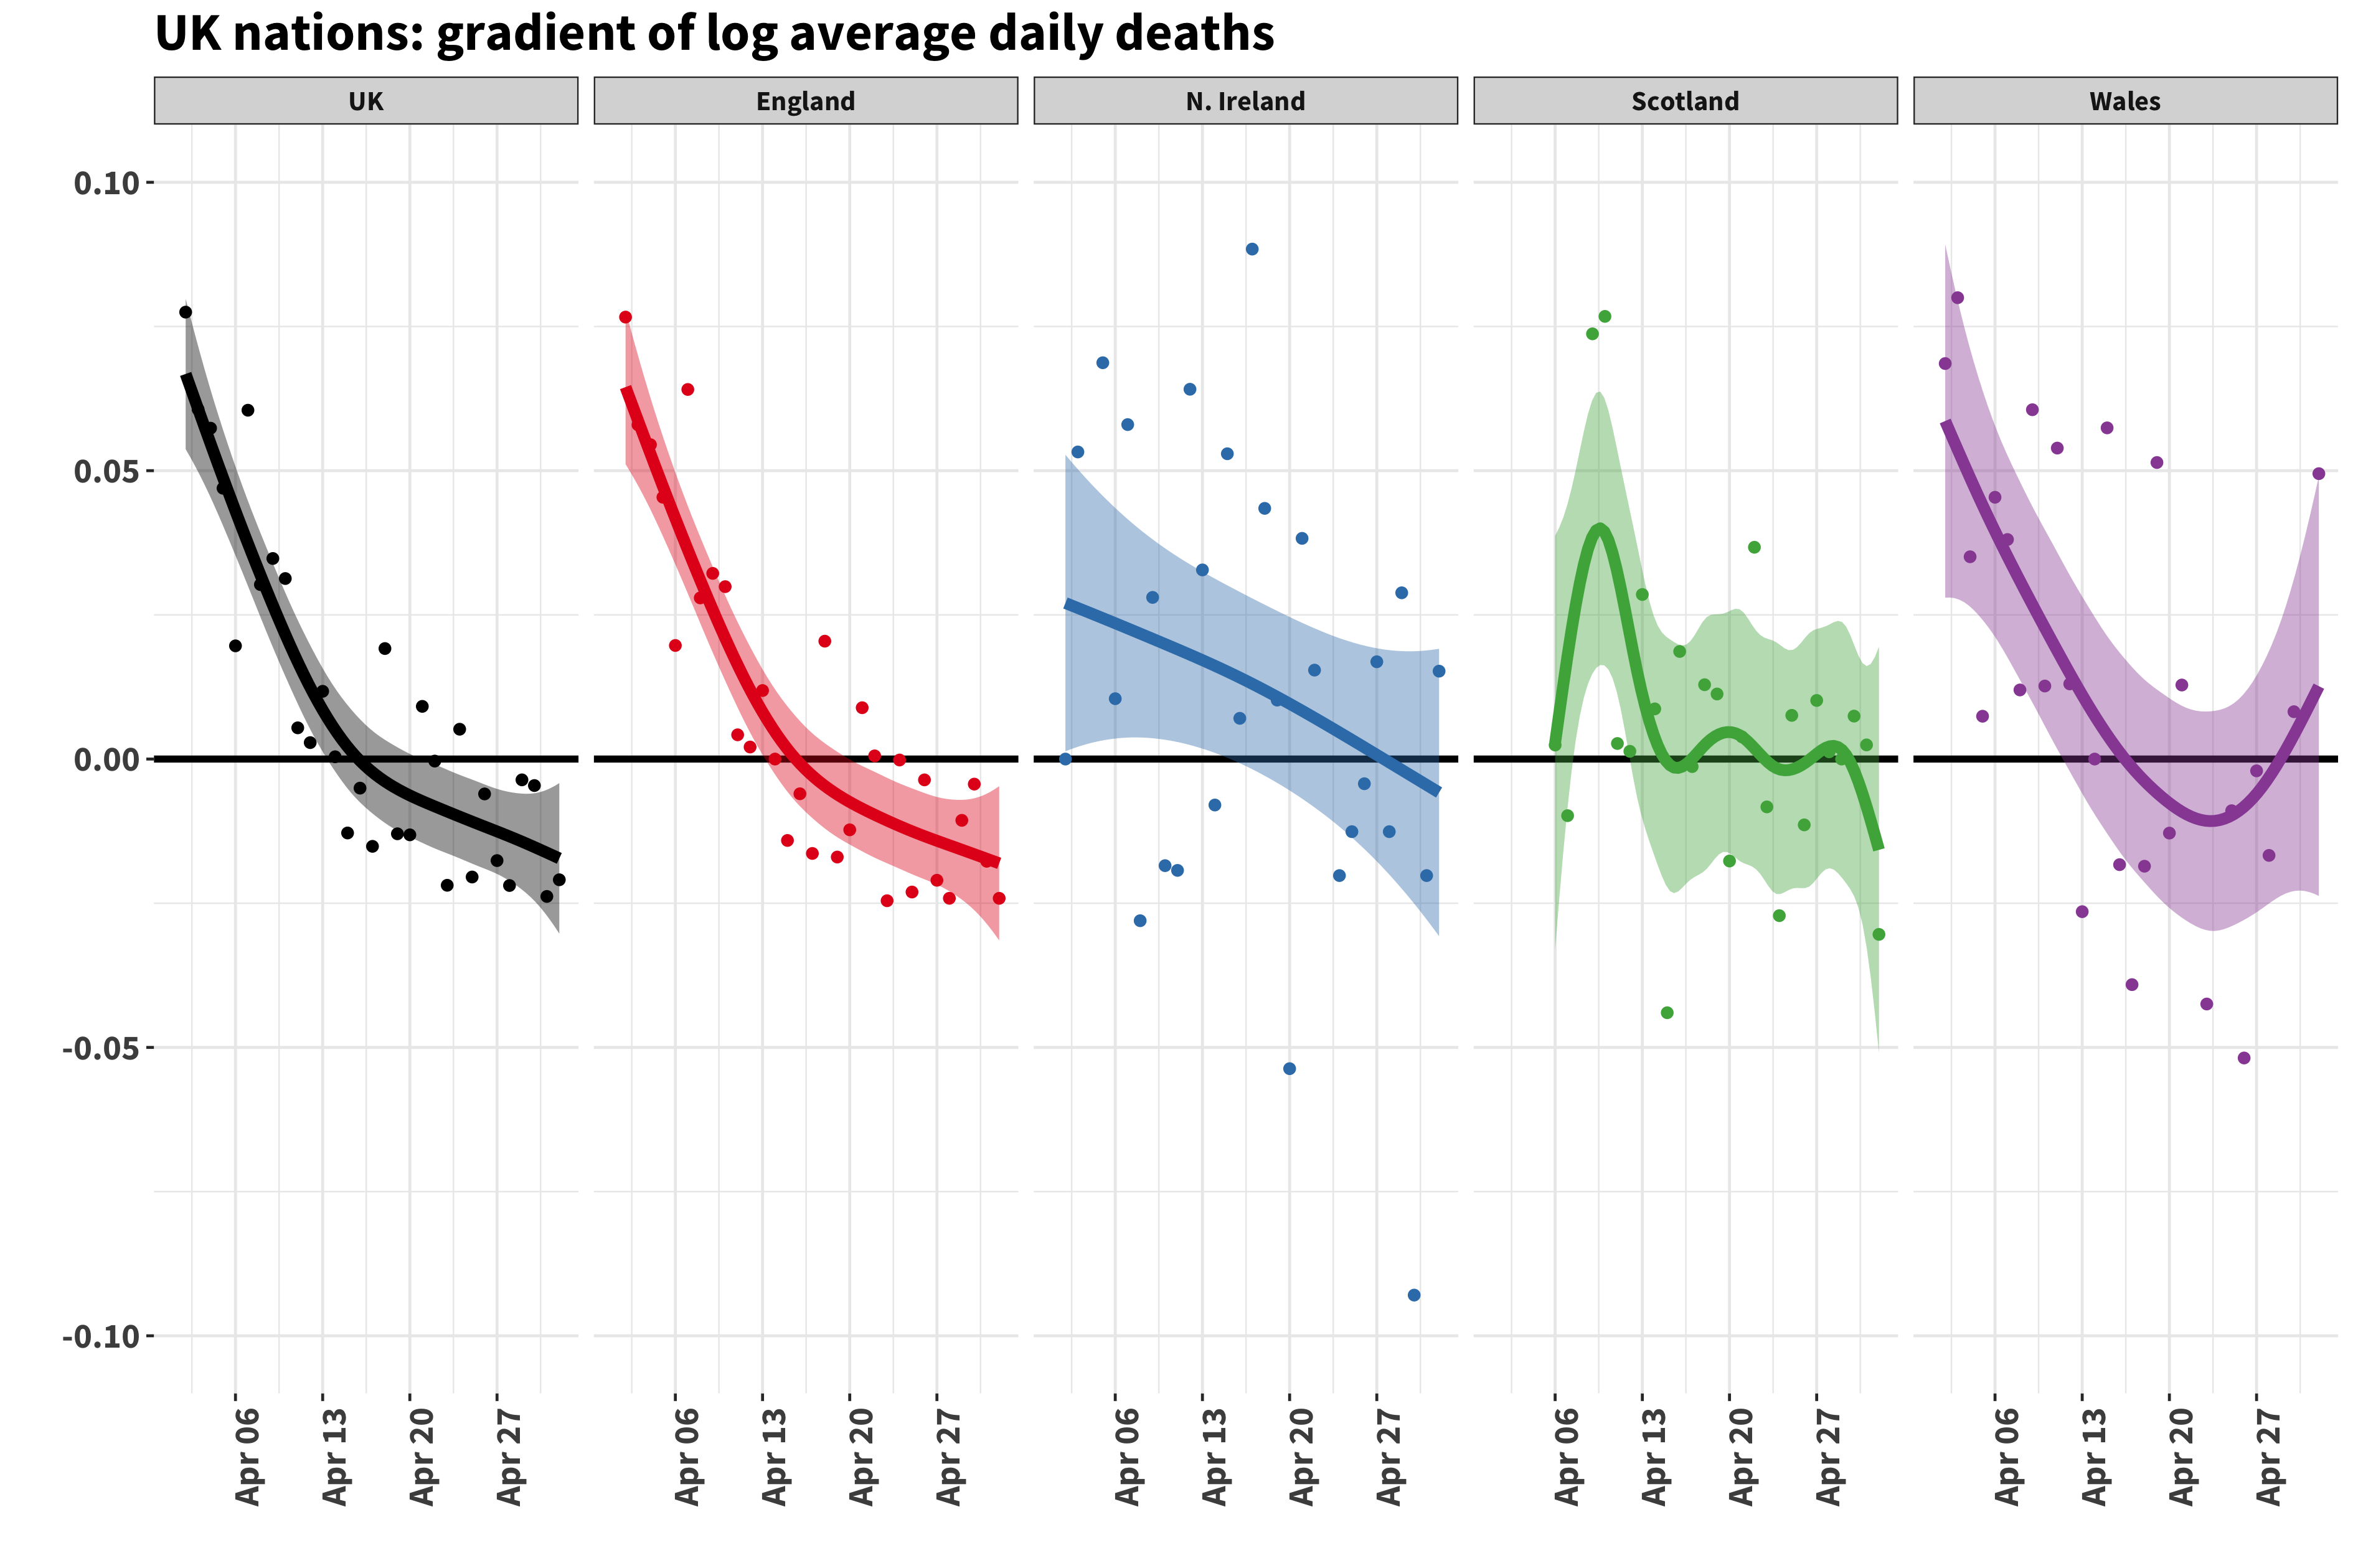 UK nations: gradient of log average daily deaths
UK
England
N. Ireland
Scotland
Wales
0.10
0.05
0.00
-0.05
-0.10
Apr 06
Apr 13
Apr 20
Apr 27
Apr 06
Apr 13
Apr 20
Apr 27
Apr 06
Apr 13
Apr 20
Apr 27
Apr 06
Apr 13
Apr 20
Apr 27
Apr 06
Apr 13
Apr 20
Apr 27